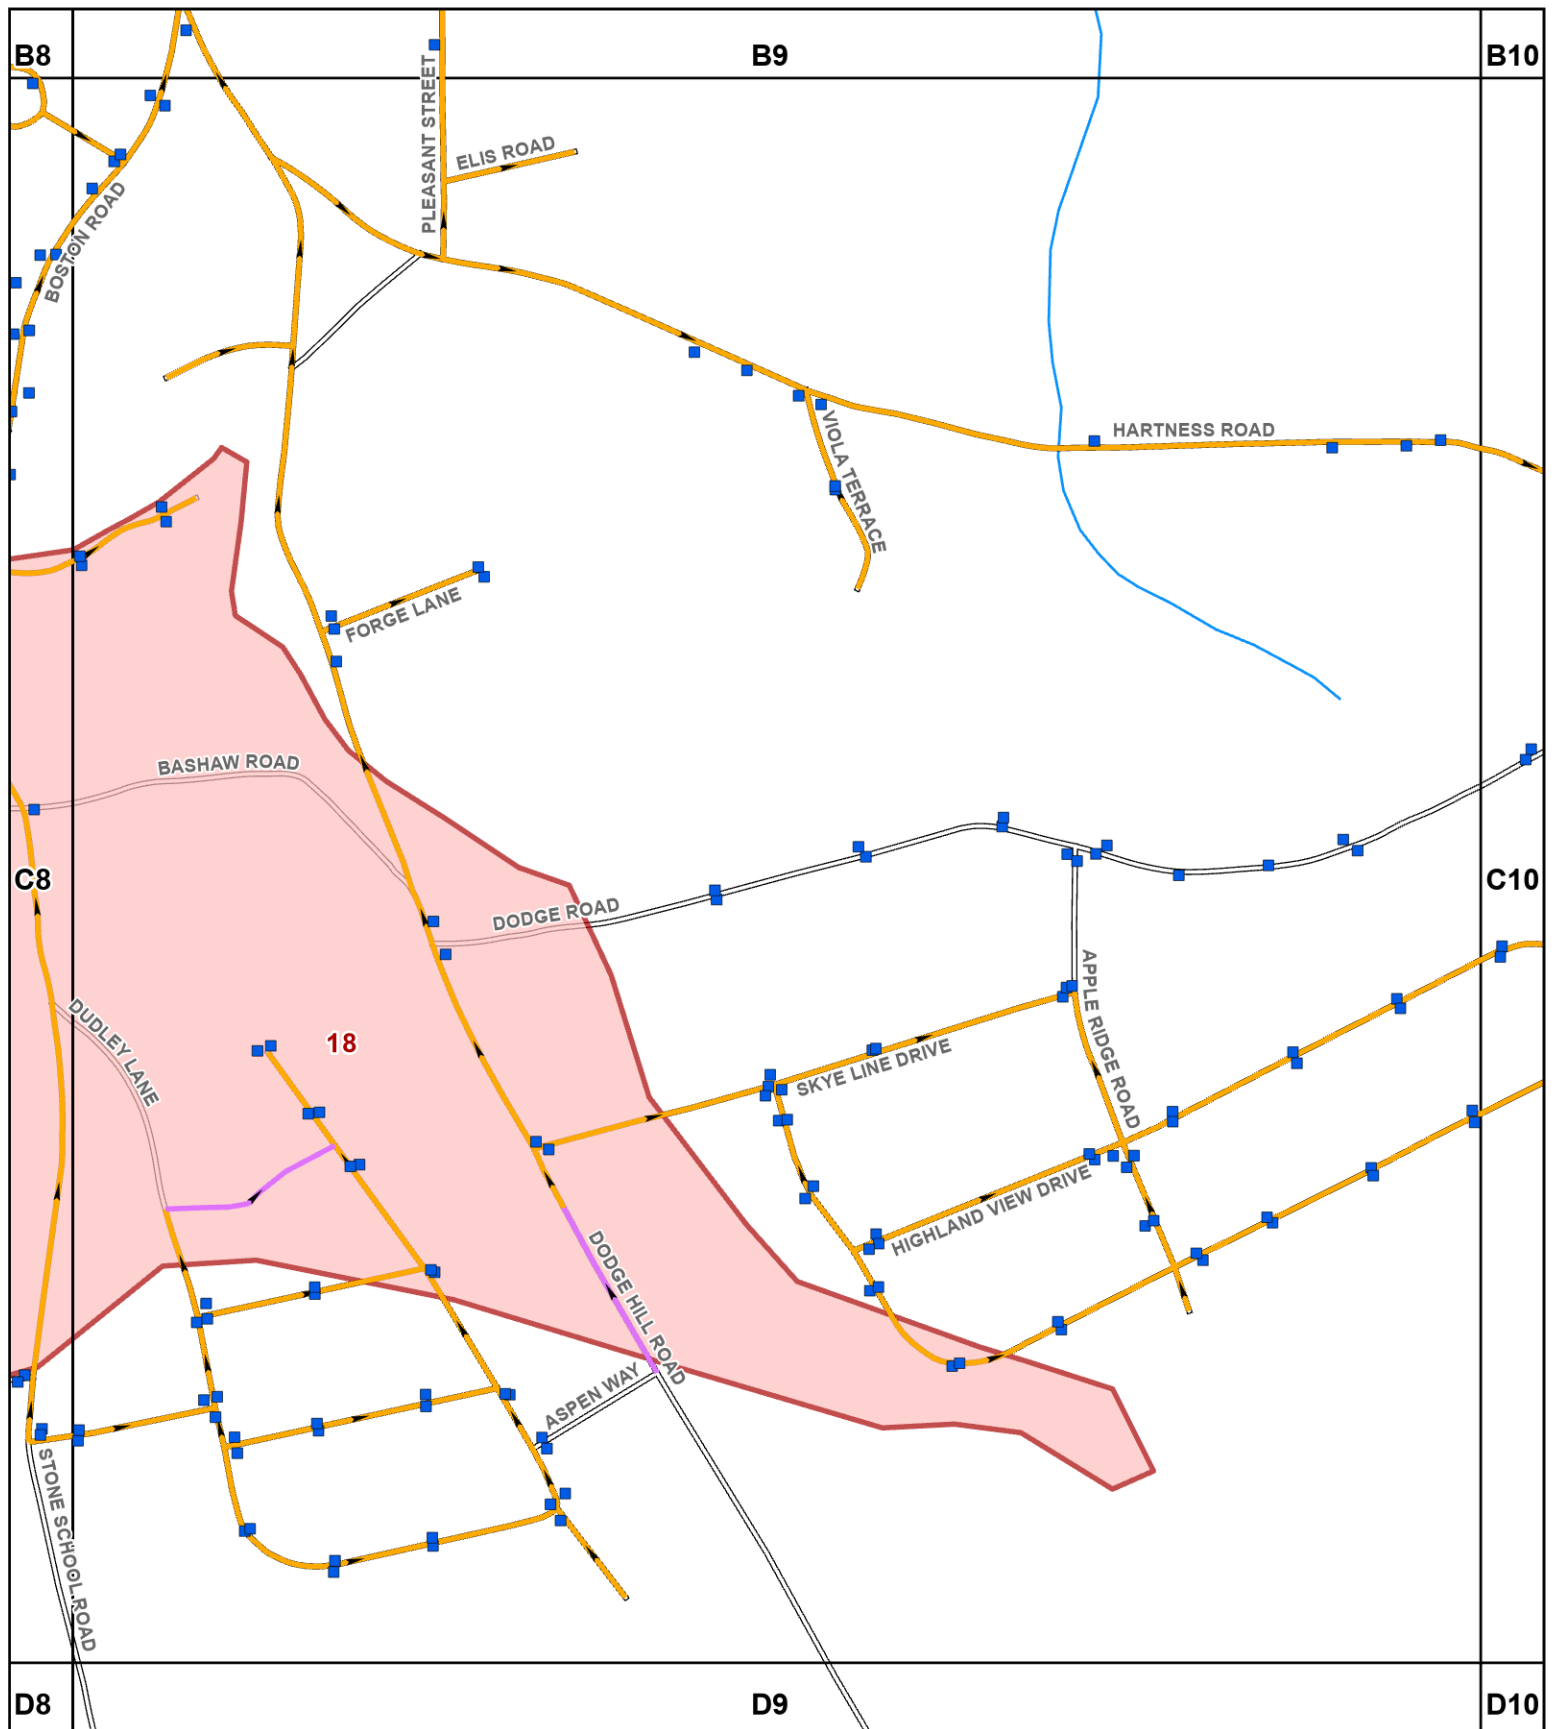 B8
B9
B10
PLEASANT STREET
ELIS ROAD
BOSTON ROAD
HARTNESS ROAD
VIOLA TERRACE
FORGE LANE
BASHAW ROAD
C8
C10
DODGE ROAD
APPLE RIDGE ROAD
DUDLEY LANE
18
SKYE LINE DRIVE
HIGHLAND VIEW DRIVE
DODGE HILL ROAD
ASPEN WAY
STONE SCHOOL ROAD
D8
D9
D10